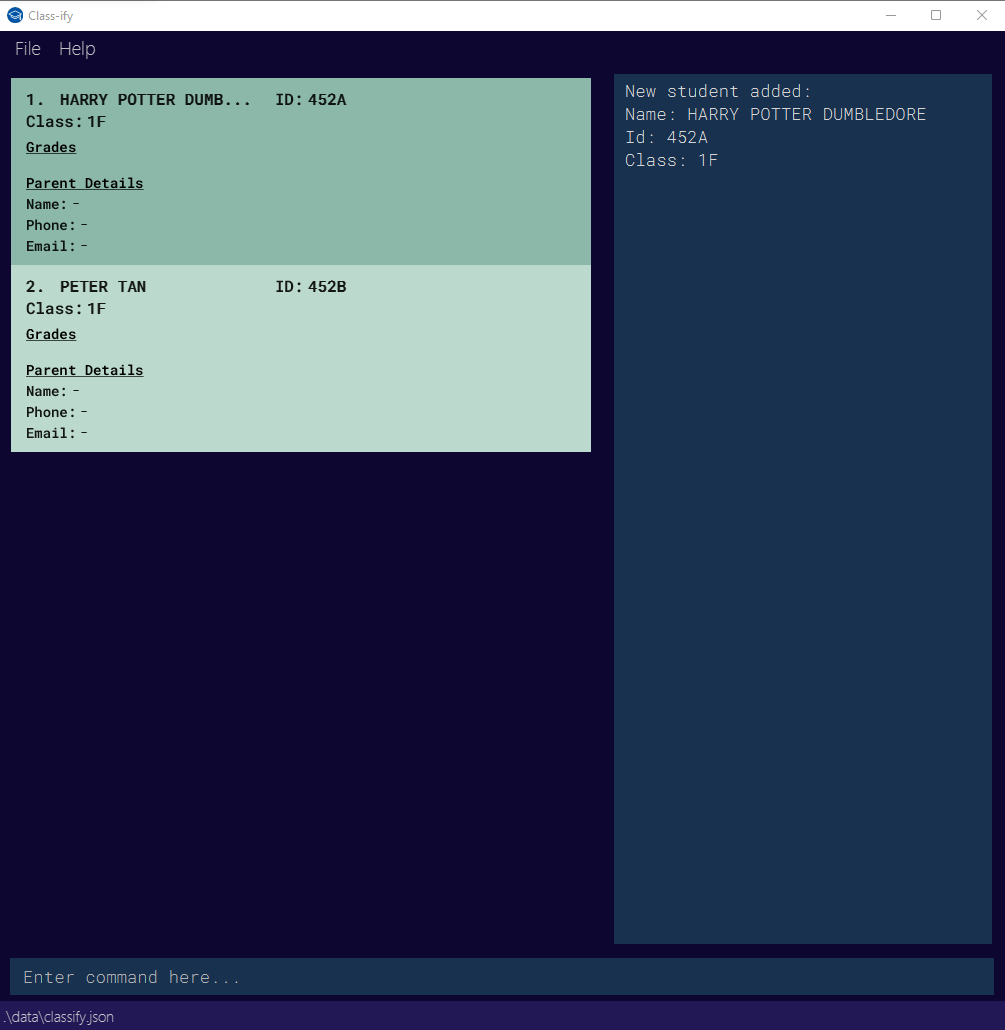 Class-ify
File Help
1. HARRY POTTER DUMB... ID: 452A
Class: 1F
Grades
Parent Details
Name: -
Phone: -
Email: -
2. PETER TAN ID: 452B
Class: 1F
Grades
Parent Details
Name: -
Phone: -
Email: -
New student added:
Name: HARRY POTTER DUMBLEDORE
Id: 452A
Class: 1F
Enter command here...
.\data\classify.json